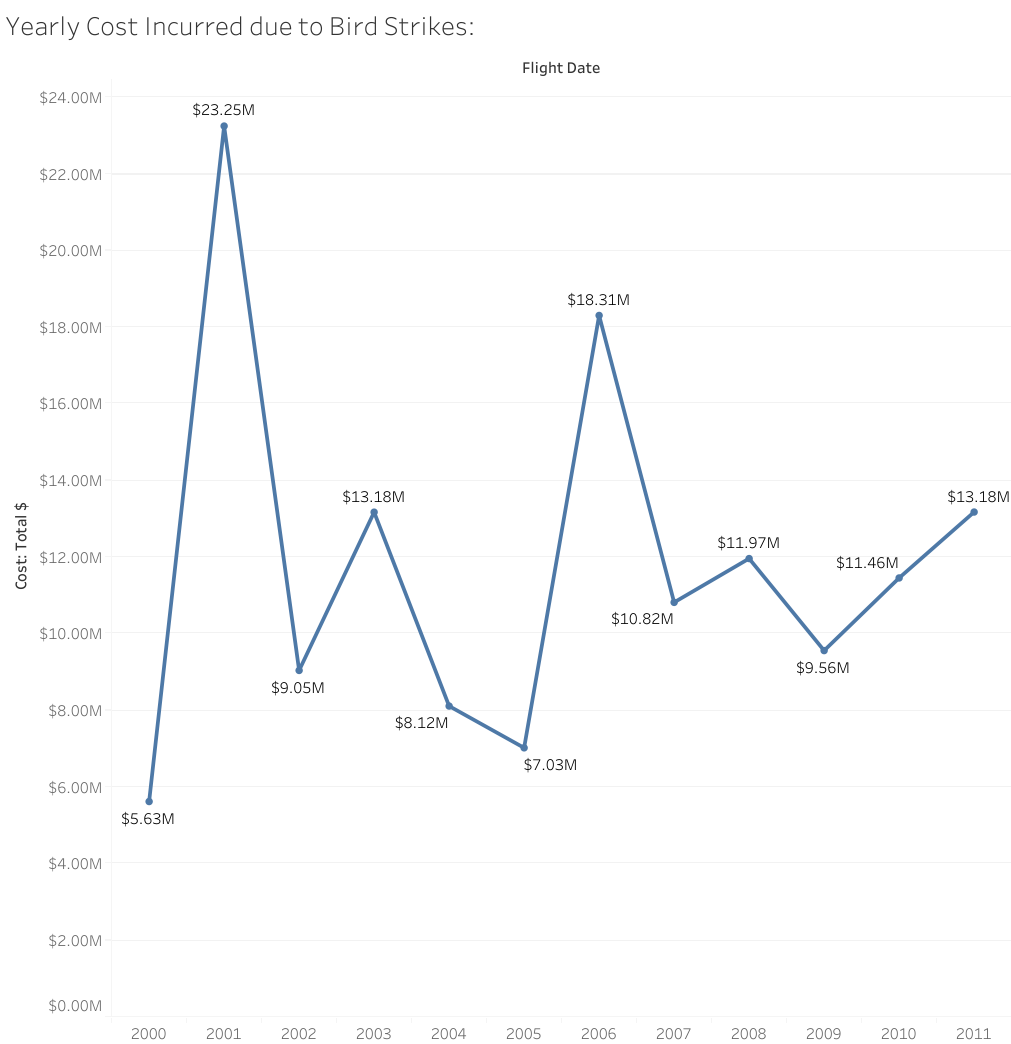 Yearly Cost Incurred due to Bird Strikes:
Flight Date
$24.00M
$23.25M
$22.00M
$20.00M
$18.31M
$18.00M
$16.00M
$14.00M
$13.18M
$13.18M
Cost: Total $
$12.00M
$11.97M
$11.46M
$10.82M
$10.00M
$9.56M
$9.05M
$8.00M
$8.12M
$7.03M
$6.00M
$5.63M
$4.00M
$2.00M
$0.00M
2000 2001 2002 2003 2004 2005 2006 2007 2008 2009 2010 2011